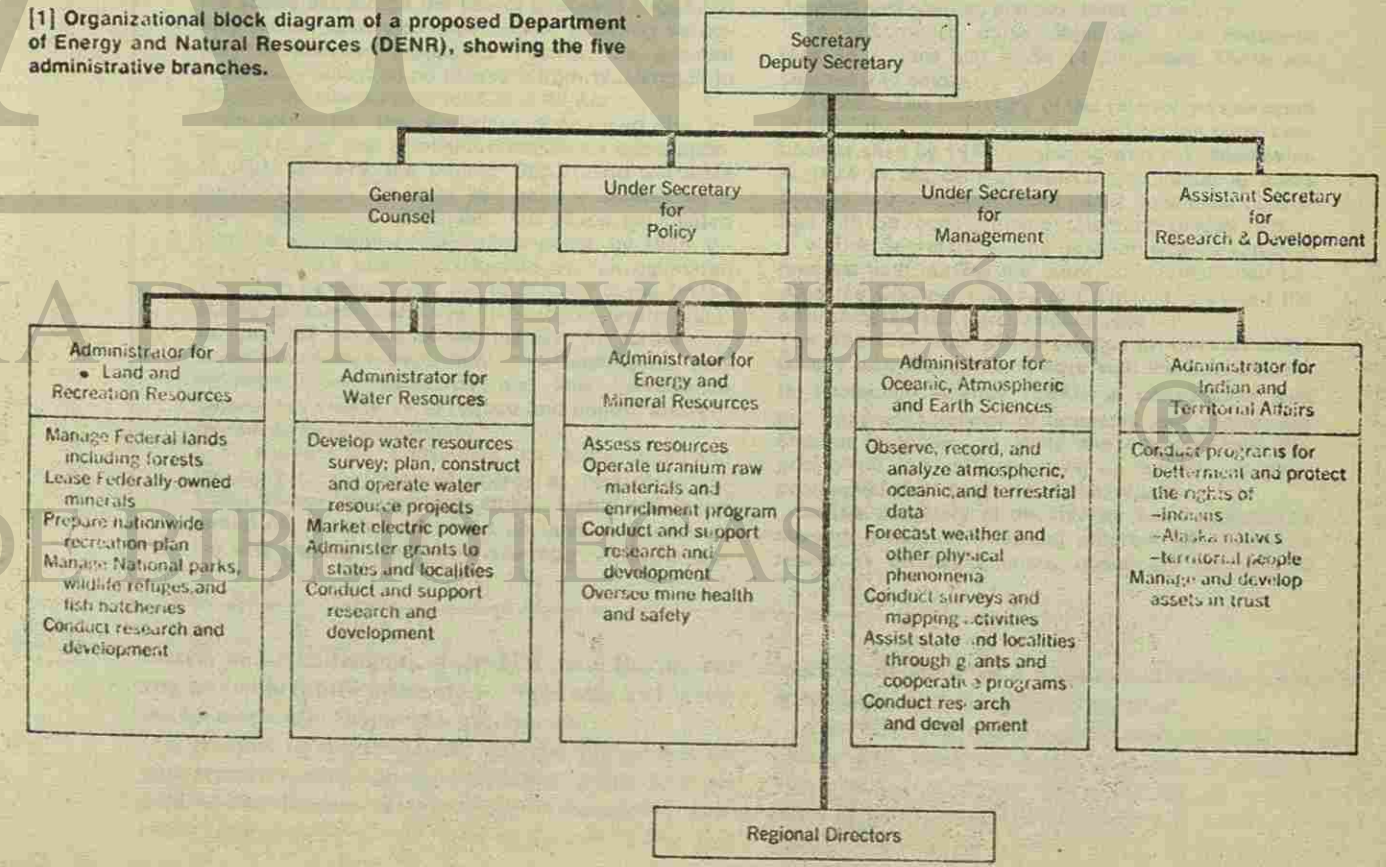 [1] Organizational block diagram of a proposed Department
of Energy and Natural Resources (DENR), showing the five
administrative branches.
Secretary
Deputy Secretary
General
Counsel
Under Secretary
for
Policy
Under Secretary
for
Management
Assistant Secretary
for
Research & Development
Administrator for
• Land and
Recreation Resources
Manage Federal lands
including forests
Lease Federally-owned
minerals
Prepare nationwide
recreation plan
Manage National parks,
wildlife refuges, and
fish hatcheries
Conduct research and
development
Administrator for
Water Resources
Develop water resources
survey; plan, construct
and operate water
resource projects
Market electric power
Administer grants to
states and localities
Conduct and support
research and
development
Administrator for
Energy and
Mineral Resources
Assess resources
Operate uranium raw
materials and
enrichment program
Conduct and support
research and
development
Oversee mine health
and safety
Administrator for
Oceanic, Atmospheric
and Earth Sciences
Observe, record, and
analyze atmospheric,
oceanic, and terrestrial
data
Forecast weather and
other physical
phenomena
Conduct surveys and
mapping activities
Assist state and localities
through grants and
cooperative programs
Conduct research
and development
Administrator for
Indian and
Territorial Affairs
Conduct programs for
betterment and protect
the rights of
–Indians
–Alaska natives
–territorial people
Manage and develop
assets in trust
Regional Directors
ANL
A DE NUEVO LEÓN
®
DE BIBLIOTECAS